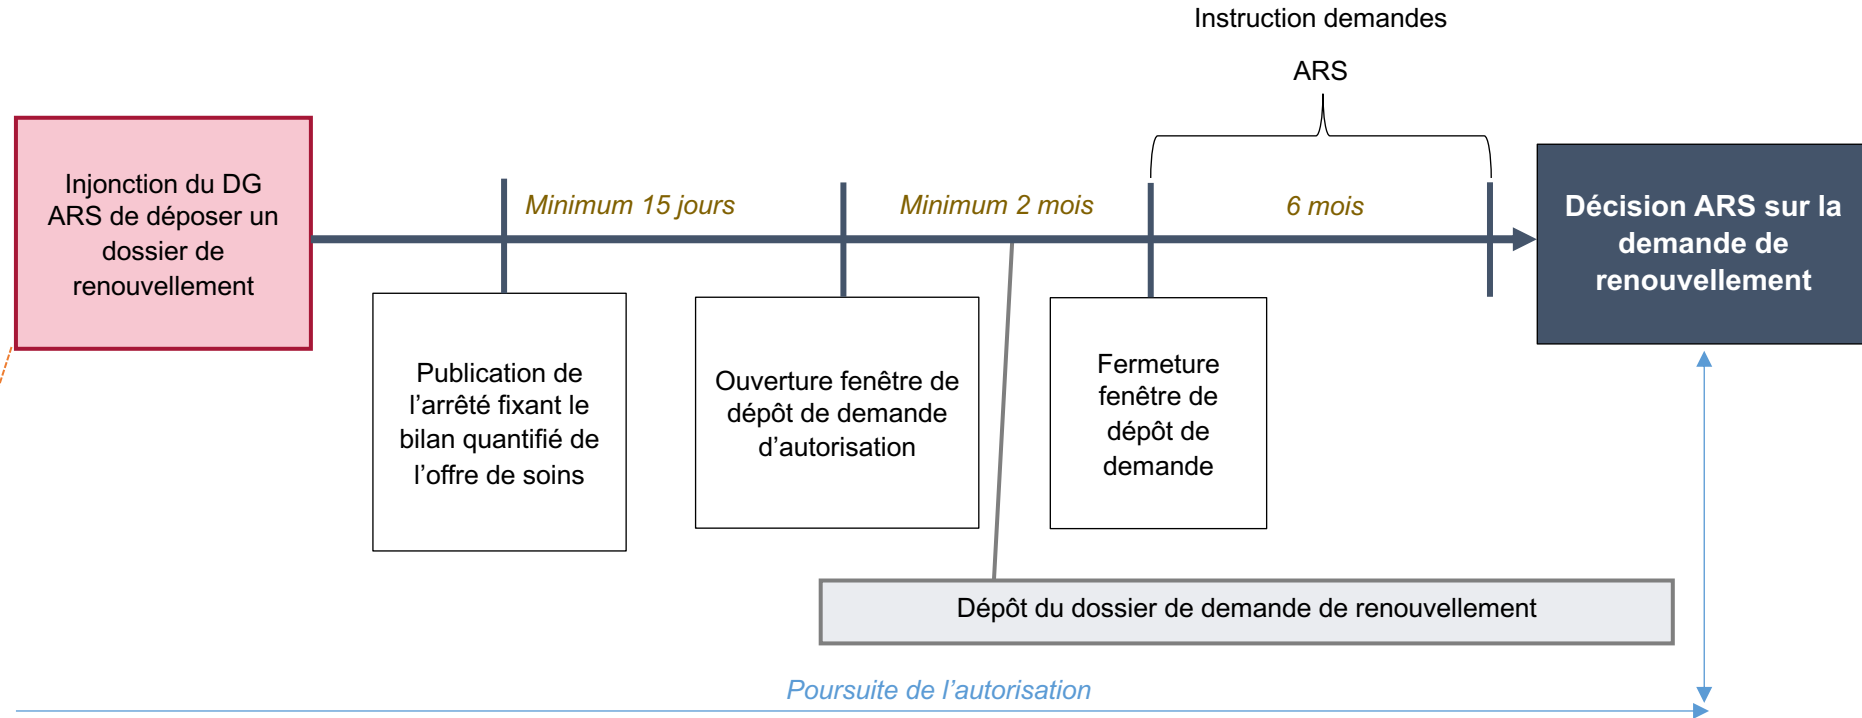 Instruction demandes
ARS
Injonction du DG
ARS de déposer un
dossier de
renouvellement
Minimum 15 jours
Minimum 2 mois
6 mois
Décision ARS sur la
demande de
renouvellement
Publication de
l’arrêté fixant le
bilan quantifié de
l’offre de soins
Ouverture fenêtre de
dépôt de demande
d’autorisation
Fermeture
fenêtre de
dépôt de
demande
Dépôt du dossier de demande de renouvellement
Poursuite de l’autorisation